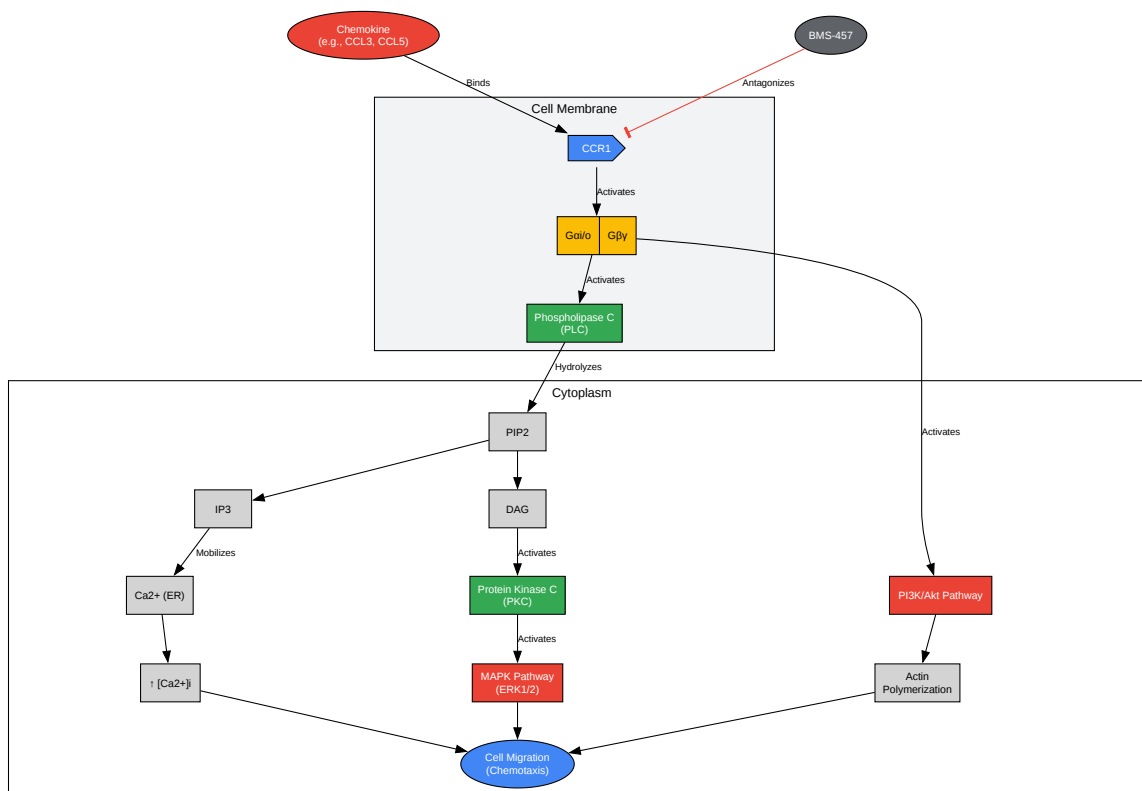 Chemokine
(e.g., CCL3, CCL5)
BMS-457
Binds
Antagonizes
Cell Membrane
CCR1
Activates
Gαi/o
Gβγ
Activates
Phospholipase C
(PLC)
Hydrolyzes
Cytoplasm
PIP2
Activates
IP3
DAG
Mobilizes
Activates
Ca2+ (ER)
Protein Kinase C
(PKC)
PI3K/Akt Pathway
Activates
↑ [Ca2+]i
MAPK Pathway
(ERK1/2)
Actin
Polymerization
Cell Migration
(Chemotaxis)